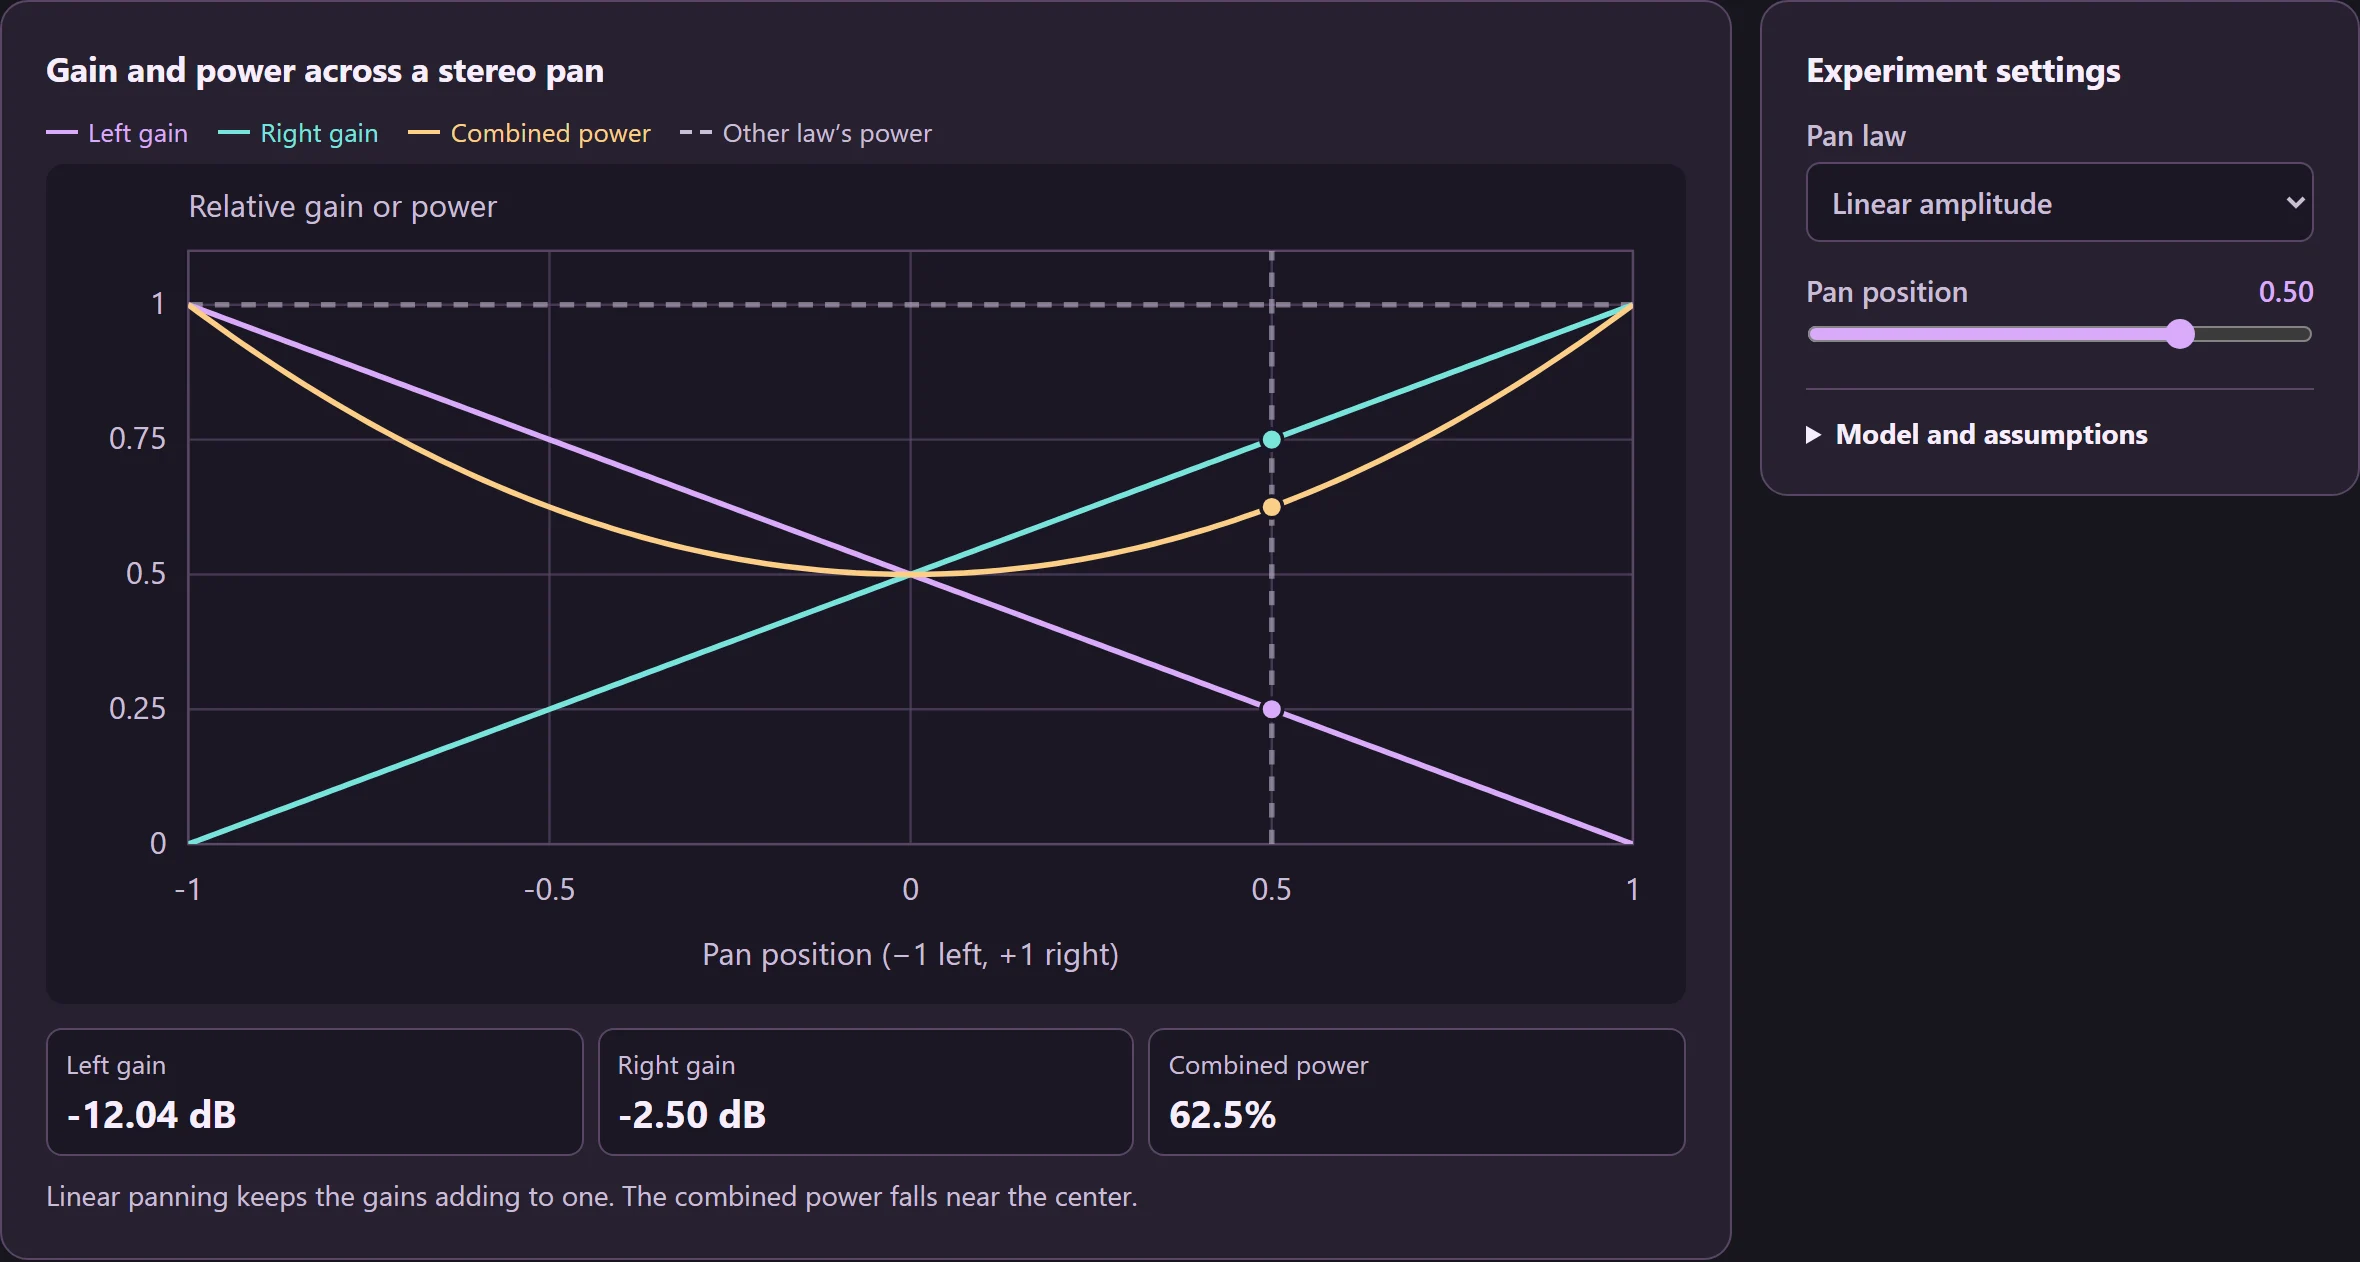 Gain and power across a stereo pan
Left gain
Right gain
Combined power
Other law’s power
Relative gain or power
1
0.75
0.5
0.25
0
-1
-0.5
0
0.5
1
Pan position (−1 left, +1 right)
Left gain
-12.04 dB
Right gain
-2.50 dB
Combined power
62.5%
Linear panning keeps the gains adding to one. The combined power falls near the center.
Experiment settings
Pan law
Linear amplitude
Pan position
0.50
Model and assumptions